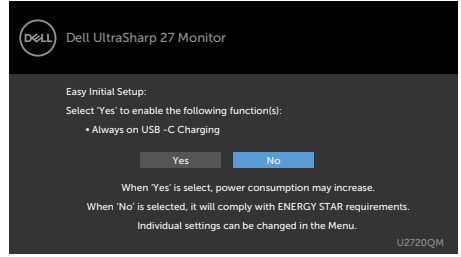 DELL Dell UltraSharp 27 Monitor
Easy Initial Setup:
Select 'Yes' to enable the following function(s):
• Always on USB -C Charging
Yes No
When 'Yes' is select, power consumption may increase.
When 'No' is selected, it will comply with ENERGY STAR requirements.
Individual settings can be changed in the Menu.
U2720QM